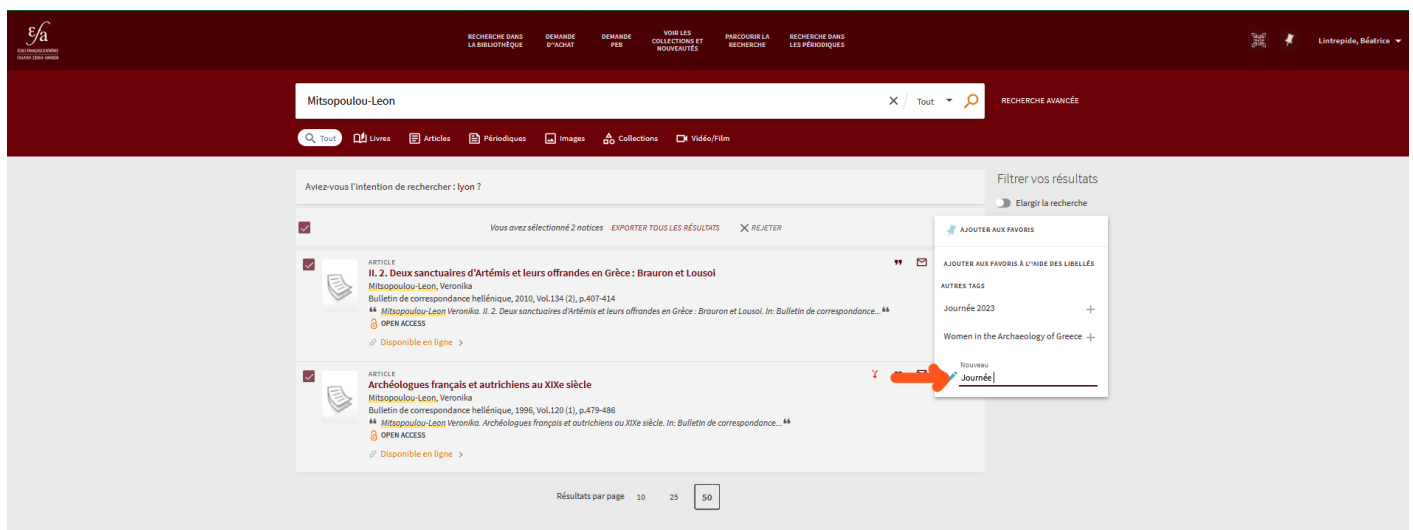 εfa
RECHERCHE DANS
LA BIBLIOTHÈQUE
DEMANDE
D''ACHAT
DEMANDE
PEB
VOIR LES
COLLECTIONS ET
NOUVEAUTÉS
PARCOURIR LA
RECHERCHE
RECHERCHE DANS
LES PÉRIODIQUES
Lintrepide, Béatrice
Mitsopoulou-Leon
Tout
RECHERCHE AVANCÉE
Tout Livres Articles Périodiques Images Collections Vidéo/Film
Aviez-vous l'intention de rechercher : lyon ?
Filtrer vos résultats
Elargir la recherche
Vous avez sélectionné 2 notices EXPORTER TOUS LES RÉSULTATS REJETER
AJOUTER AUX FAVORIS
AJOUTER AUX FAVORIS À L''AIDE DES LIBELLÉS
AUTRES TAGS
Journée 2023
Women in the Archaeology of Greece
Nouveau
Journée
ARTICLE
II. 2. Deux sanctuaires d'Artémis et leurs offrandes en Grèce : Brauron et Lousoi
Mitsopoulou-Leon, Veronika
Bulletin de correspondance hellénique, 2010, Vol.134 (2), p.407-414
Mitsopoulou-Leon Veronika. II. 2. Deux sanctuaires d'Artémis et leurs offrandes en Grèce : Brauron et Lousoi. In: Bulletin de correspondance...
OPEN ACCESS
Disponible en ligne >
ARTICLE
Archéologues français et autrichiens au XIXe siècle
Mitsopoulou-Leon, Veronika
Bulletin de correspondance hellénique, 1996, Vol.120 (1), p.479-486
Mitsopoulou-Leon Veronika. Archéologues français et autrichiens au XIXe siècle. In: Bulletin de correspondance...
OPEN ACCESS
Disponible en ligne >
Résultats par page 10 25 50